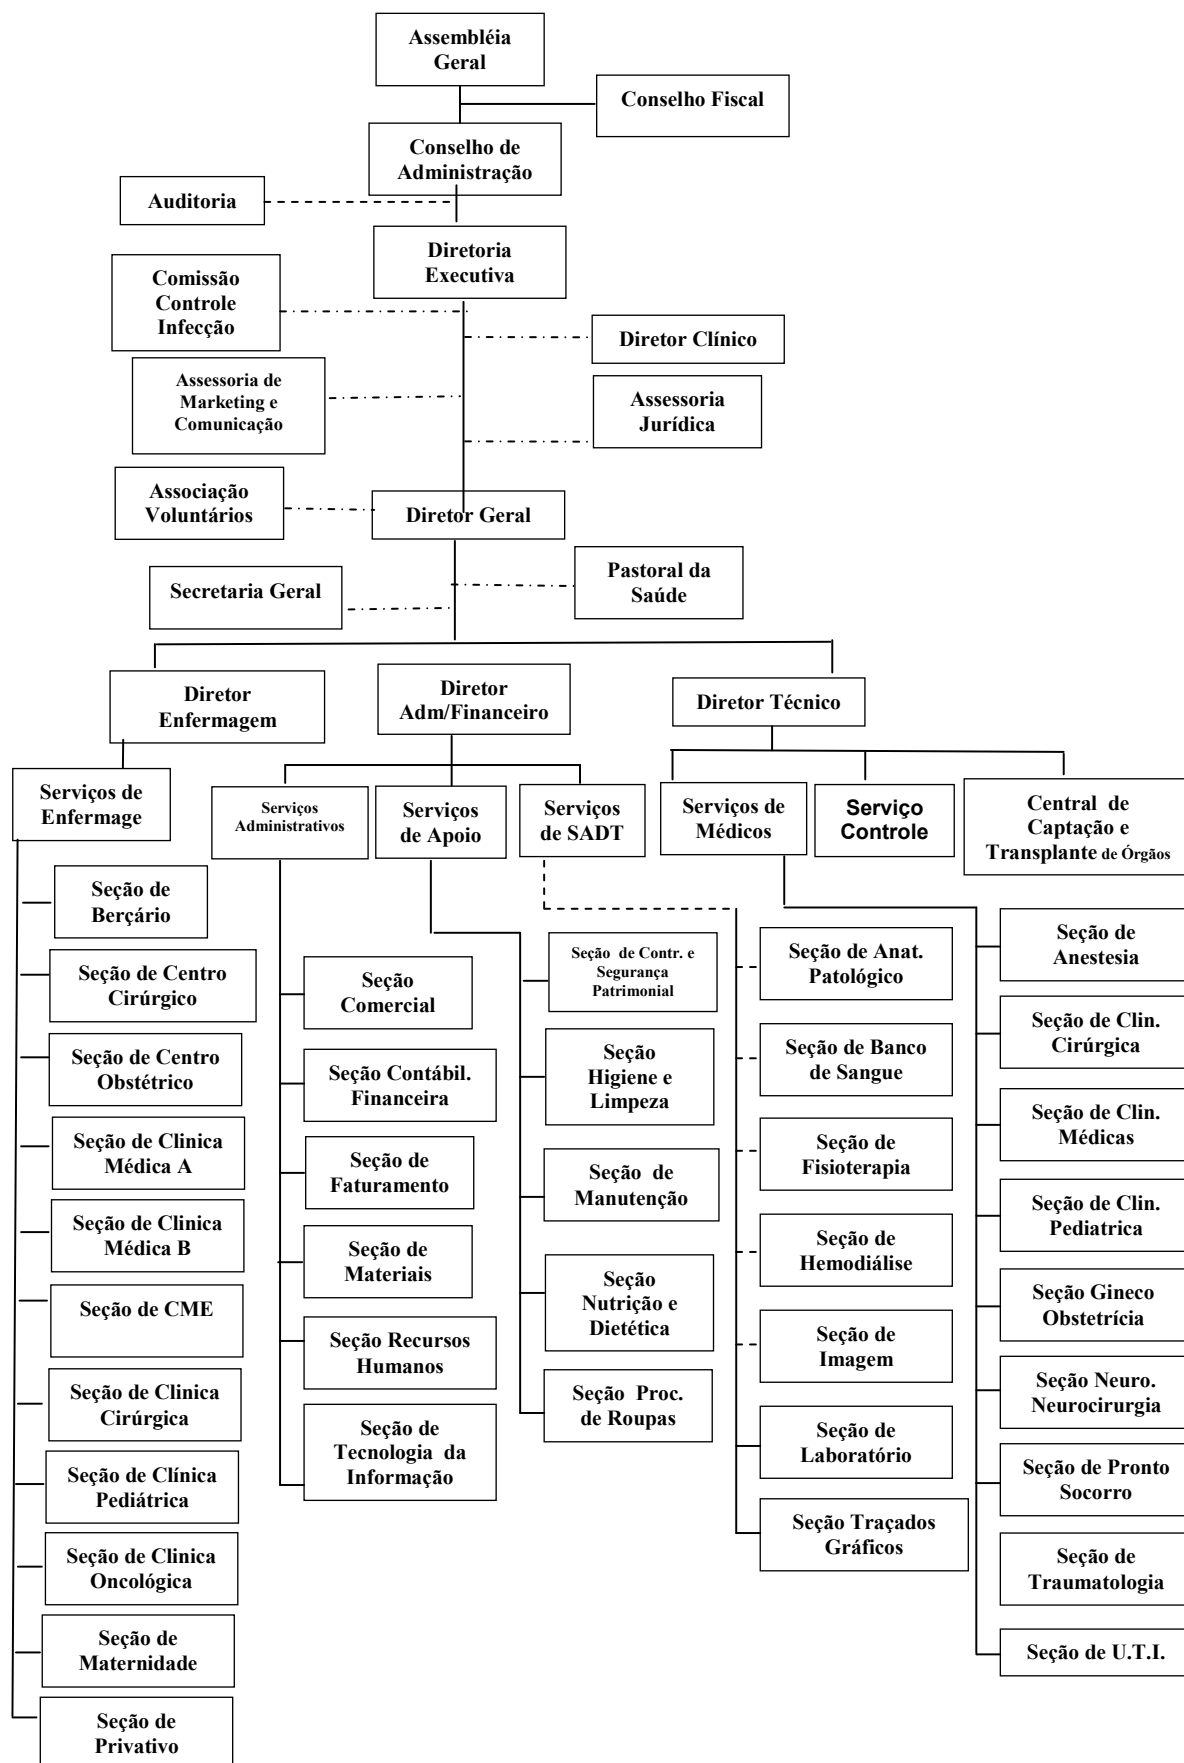 Assembléia
Geral
Conselho Fiscal
Conselho de
Administração
Auditoria
Diretoria
Executiva
Comissão
Controle
Infecção
Diretor Clínico
Assessoria de
Marketing e
Comunicação
Assessoria
Jurídica
Associação
Voluntários
Diretor Geral
Secretaria Geral
Pastoral da
Saúde
Diretor
Enfermagem
Diretor
Adm/Financeiro
Diretor Técnico
Serviços de
Enfermage
Serviços
Administrativos
Serviços
de Apoio
Serviços
de SADT
Serviços de
Médicos
Serviço
Controle
Central de
Captação e
Transplante de Órgãos
Seção de
Berçário
Seção de Centro
Cirúrgico
Seção de Centro
Obstétrico
Seção de Clinica
Médica A
Seção de Clinica
Médica B
Seção de CME
Seção de Clinica
Cirúrgica
Seção de Clínica
Pediátrica
Seção de Clinica
Oncológica
Seção de
Maternidade
Seção de
Privativo
Seção
Comercial
Seção Contábil.
Financeira
Seção de
Faturamento
Seção de
Materiais
Seção Recursos
Humanos
Seção de
Tecnologia da
Informação
Seção de Contr. e
Segurança
Patrimonial
Seção
Higiene e
Limpeza
Seção de
Manutenção
Seção
Nutrição e
Dietética
Seção Proc.
de Roupas
Seção de Anat.
Patológico
Seção de Banco
de Sangue
Seção de
Fisioterapia
Seção de
Hemodiálise
Seção de
Imagem
Seção de
Laboratório
Seção Traçados
Gráficos
Seção de
Anestesia
Seção de Clin.
Cirúrgica
Seção de Clin.
Médicas
Seção de Clin.
Pediatrica
Seção Gineco
Obstetrícia
Seção Neuro.
Neurocirurgia
Seção de Pronto
Socorro
Seção de
Traumatologia
Seção de U.T.I.